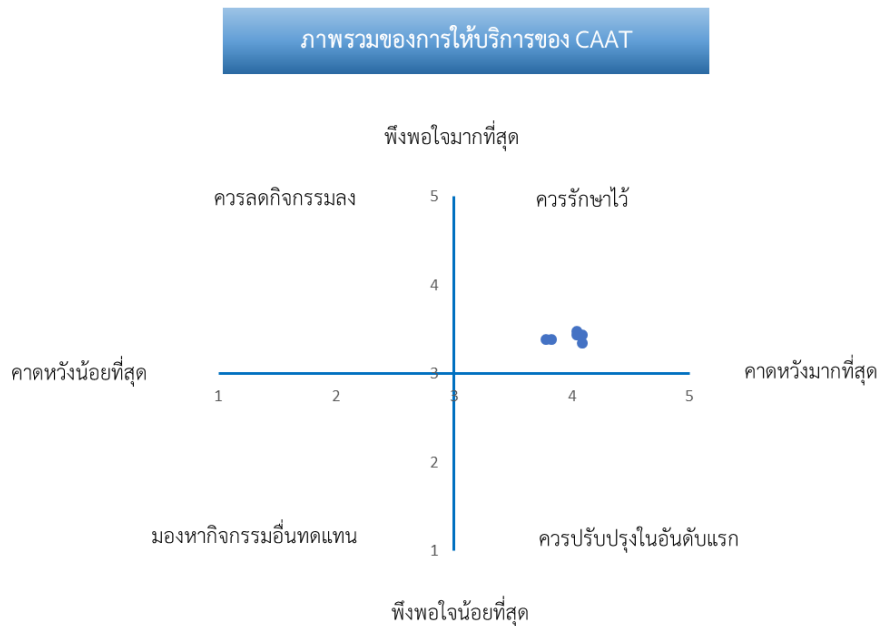 ภาพรวมของการให้บริการของ CAAT
พึงพอใจมากที่สุด
ควรลดกิจกรรมลง
5
ควรรักษาไว้
4
คาดหวังน้อยที่สุด
3
คาดหวังมากที่สุด
1
2
3
4
5
2
มองหากิจกรรมอื่นทดแทน
1
ควรปรับปรุงในอันดับแรก
พึงพอใจน้อยที่สุด